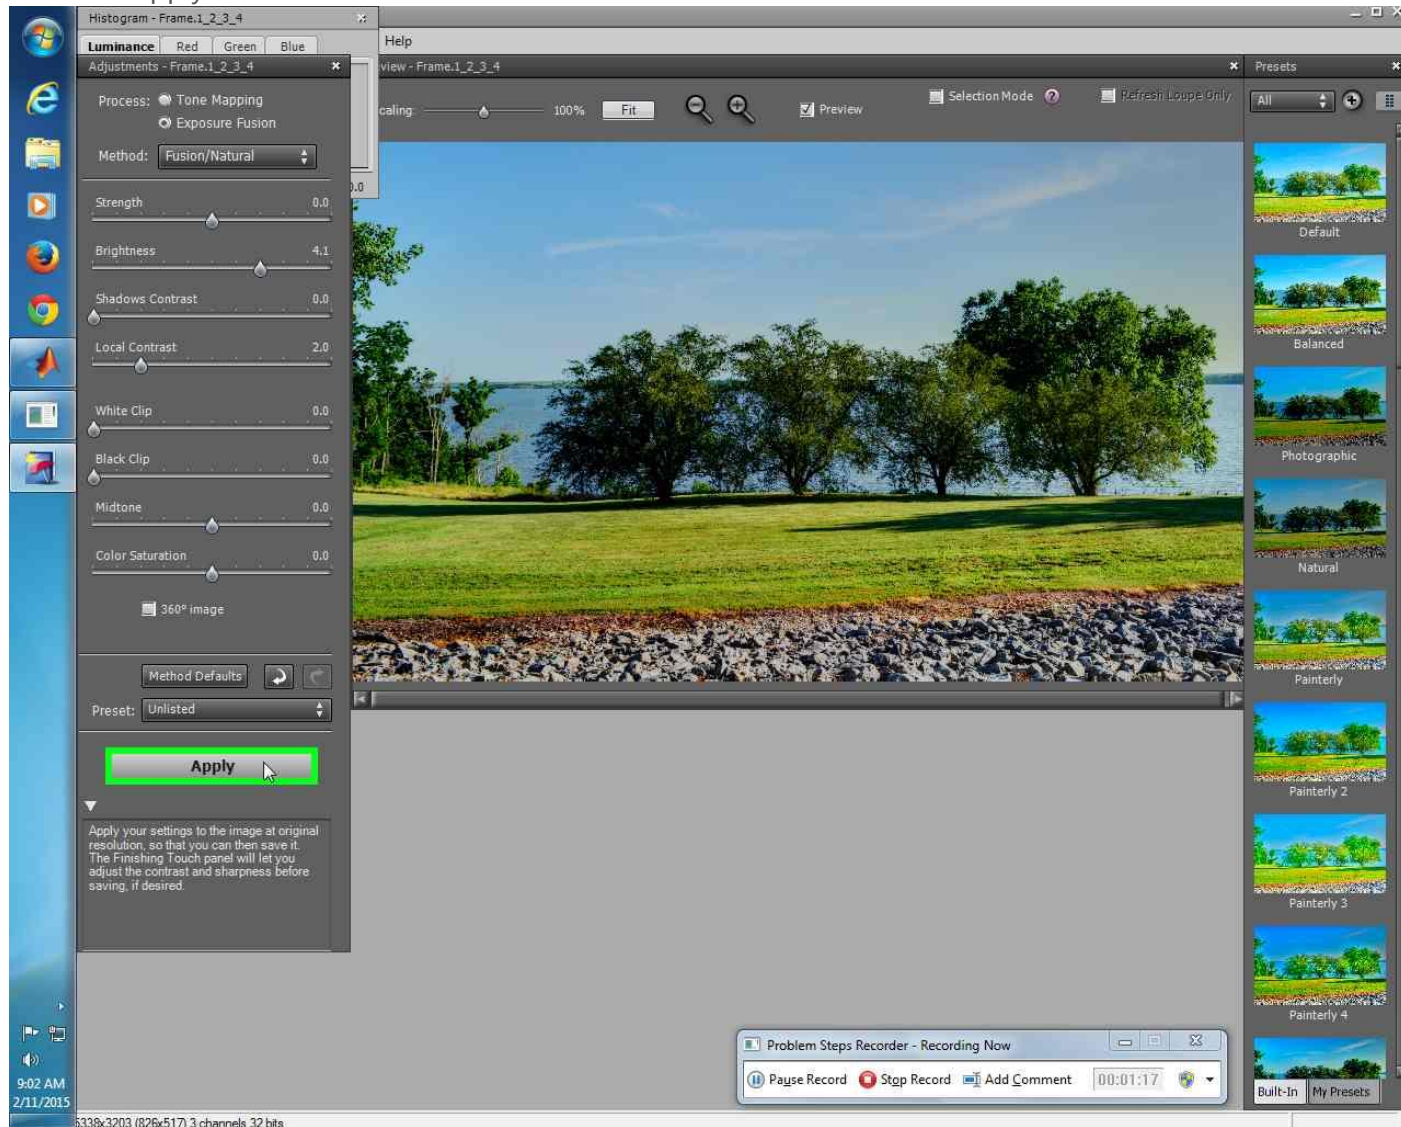 Histogram - Frame.1_2_3_4
Luminance Red Green Blue
Help
Adjustments - Frame.1_2_3_4
view - Frame.1_2_3_4
Presets
Process: Tone Mapping
Exposure Fusion
Method: Fusion/Natural
caling: 100% Fit
Preview
Selection Mode
Refresh Loupe Only
All
Strength 0.0
Brightness 4.1
Shadows Contrast 0.0
Local Contrast 2.0
White Clip 0.0
Black Clip 0.0
Midtone 0.0
Color Saturation 0.0
360° image
Method Defaults
Preset: Unlisted
Apply
Apply your settings to the image at original
resolution, so that you can then save it.
The Finishing Touch panel will let you
adjust the contrast and sharpness before
saving, if desired.
Default
Balanced
Photographic
Natural
Painterly
Painterly 2
Painterly 3
Painterly 4
Built-In My Presets
Problem Steps Recorder - Recording Now
Pause Record Stop Record Add Comment 00:01:17
9:02 AM
2/11/2015
5338x3203 (826x517) 3 channels 32 bits